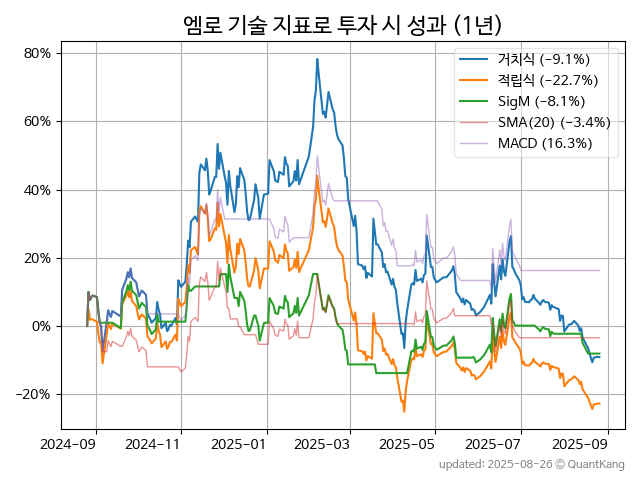 엠로 기술 지표로 투자 시 성과 (1년)
80%
60%
40%
20%
0%
−20%
거치식 (-9.1%)
적립식 (-22.7%)
SigM (-8.1%)
SMA(20) (-3.4%)
MACD (16.3%)
2024-09 2024-11 2025-01 2025-03 2025-05 2025-07 2025-09
updated: 2025-08-26 ⓒ QuantKang